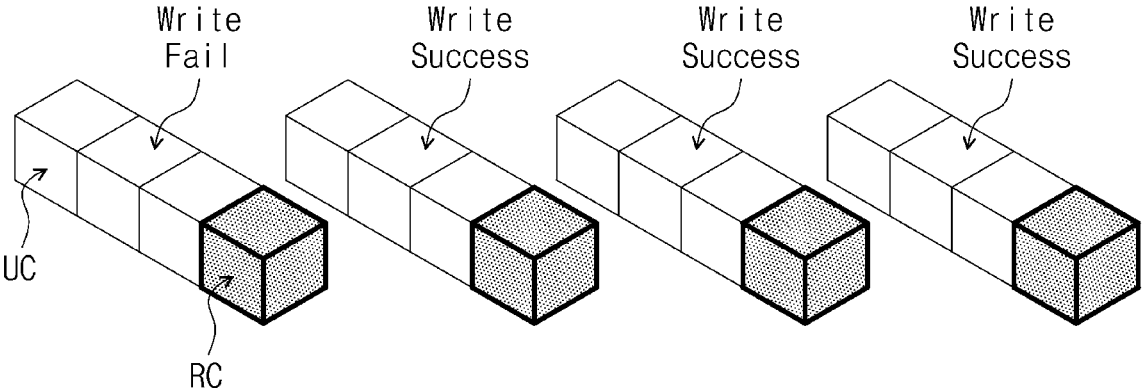 Write
Fail
Write
Success
Write
Success
Write
Success
UC
RC